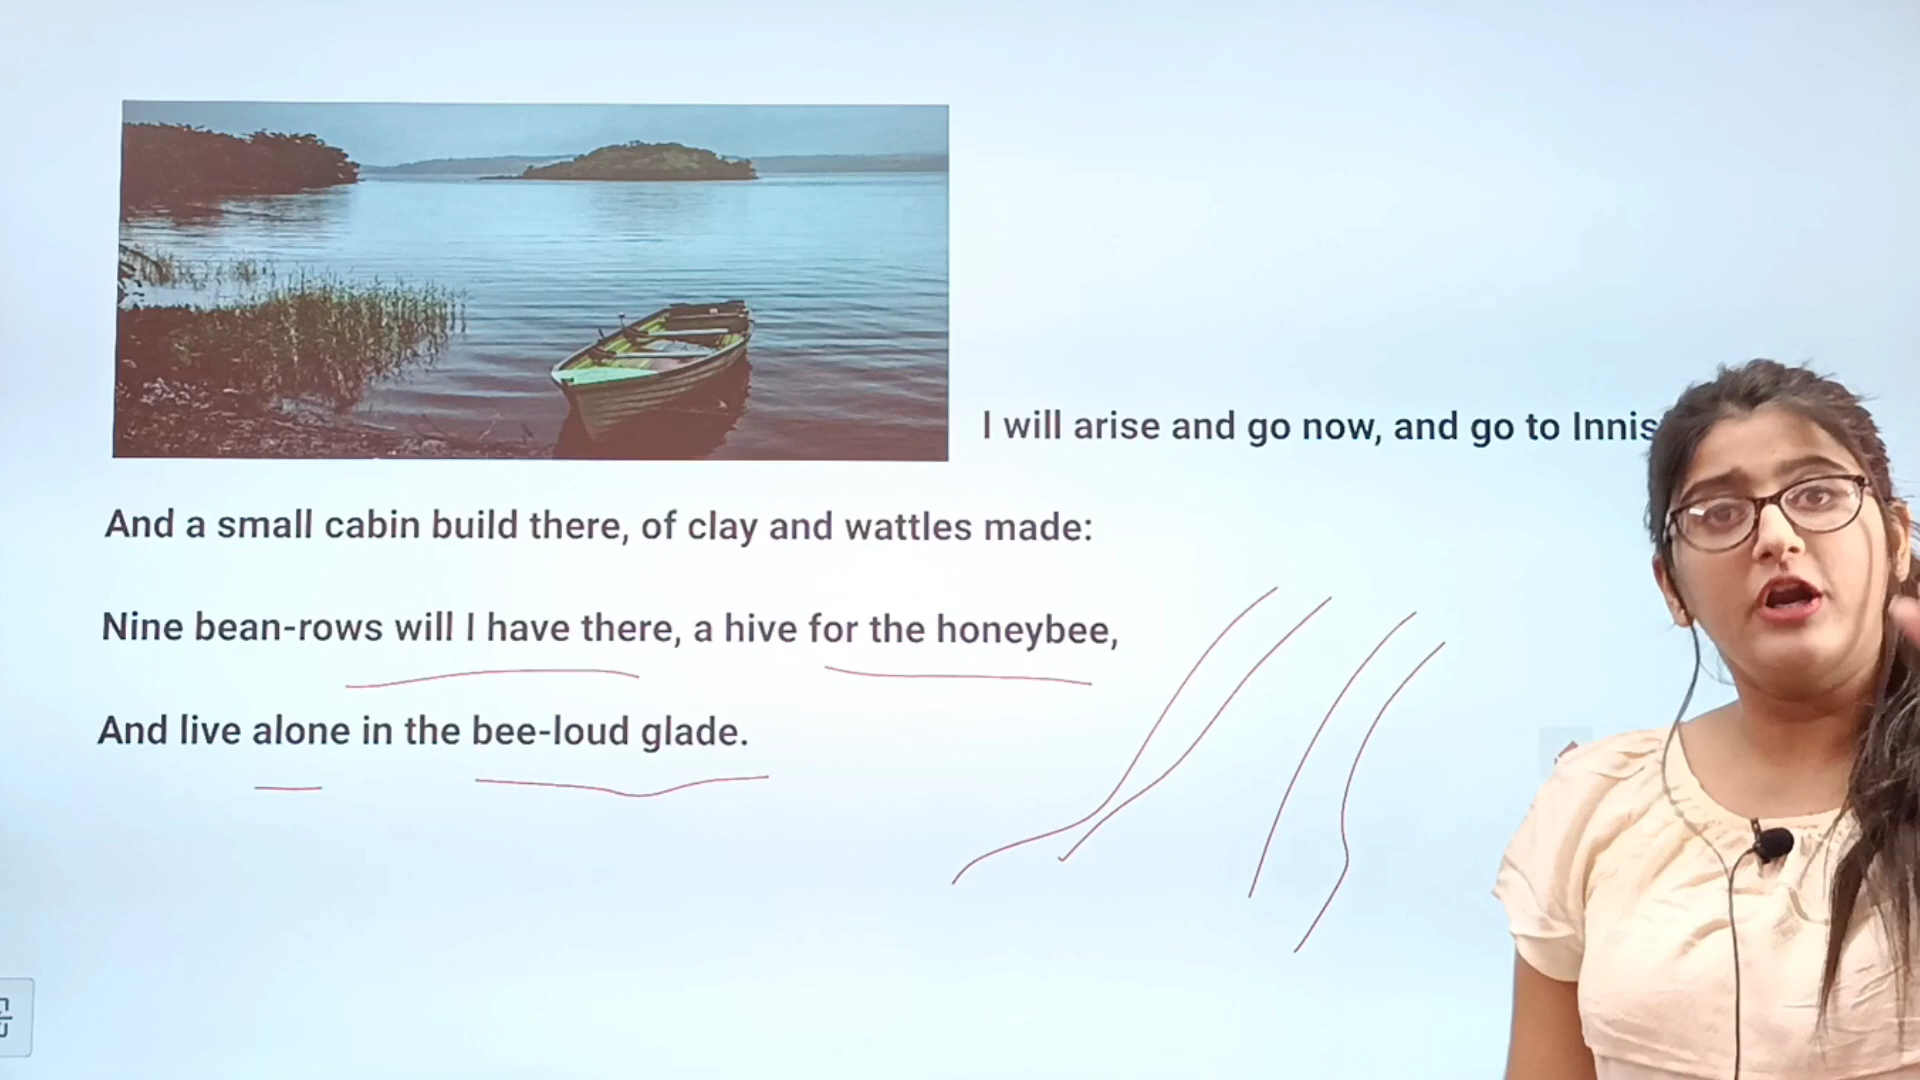 I will arise and go now, and go to Innis
And a small cabin build there, of clay and wattles made:
Nine bean-rows will I have there, a hive for the honeybee,
And live alone in the bee-loud glade.